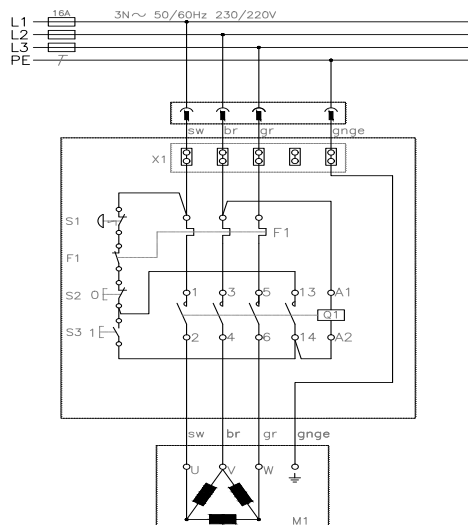 16A 3N~ 50/60Hz 230/220V
L1
L2
L3
PE
sw br gr gnge
X1
S1
F1 F1
S2 0 1 3 5 13 A1
Q1
S3 1 2 4 6 14 A2
sw br gr gnge
U V W
M1